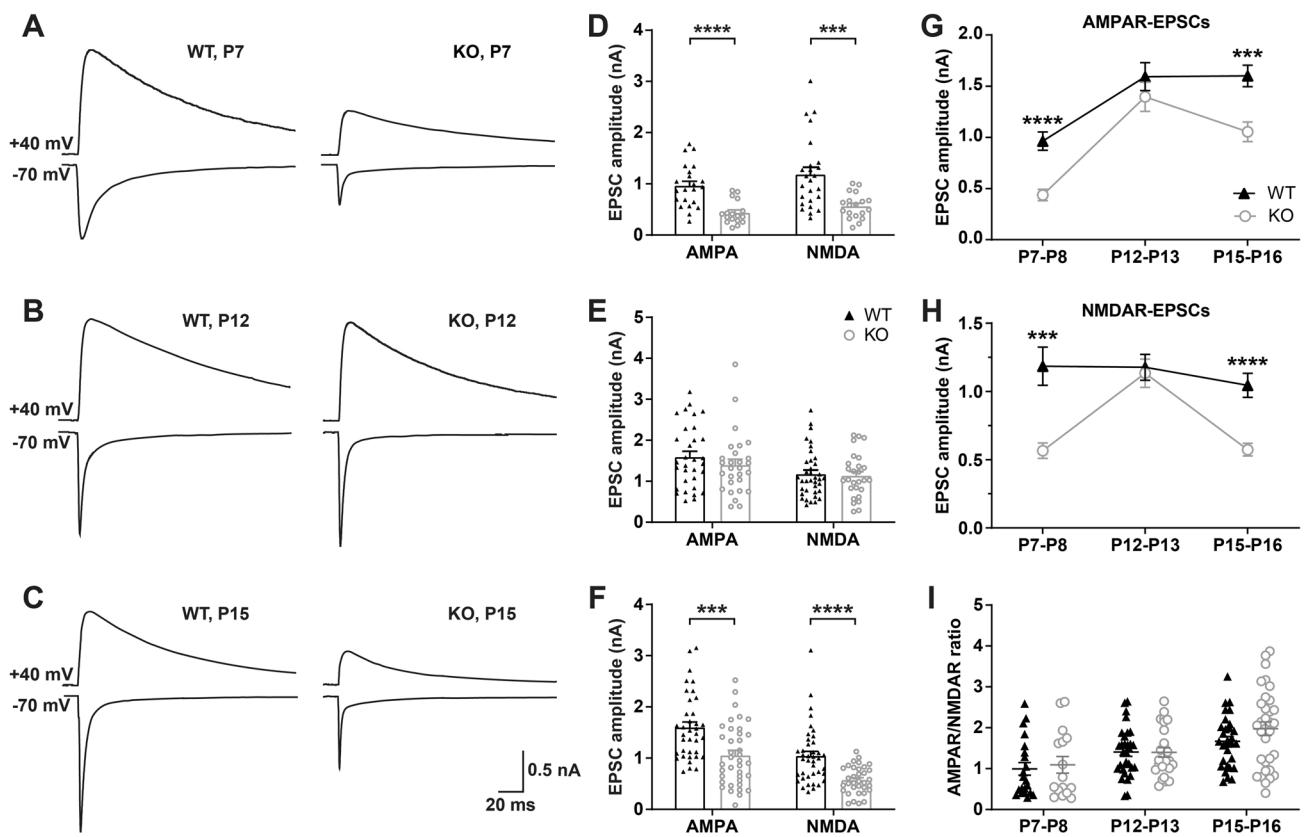 A
WT, P7
KO, P7
+40 mV
-70 mV
B
WT, P12
KO, P12
+40 mV
-70 mV
C
WT, P15
KO, P15
+40 mV
-70 mV
0.5 nA
20 ms
D
EPSC amplitude (nA)
4
3
2
1
0
****
***
AMPA
NMDA
E
EPSC amplitude (nA)
5
4
3
2
1
0
WT
KO
AMPA
NMDA
F
EPSC amplitude (nA)
4
3
2
1
0
***
****
AMPA
NMDA
G
AMPAR-EPSCs
EPSC amplitude (nA)
2.0
1.5
1.0
0.5
2.0
****
***
WT
KO
P7-P8
P12-P13
P15-P16
H
NMDAR-EPSCs
EPSC amplitude (nA)
1.5
1.0
0.5
0.0
***
****
P7-P8
P12-P13
P15-P16
I
AMPAR/NMDAR ratio
5
4
3
2
1
0
P7-P8
P12-P13
P15-P16